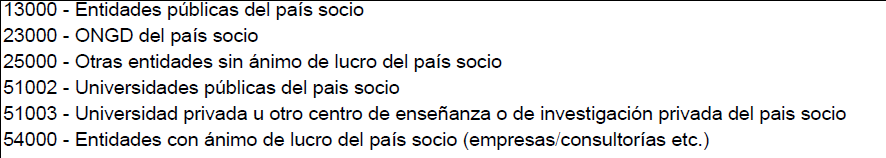 13000 - Entidades públicas del país socio
23000 - ONGD del país socio
25000 - Otras entidades sin ánimo de lucro del país socio
51002 - Universidades públicas del pais socio
51003 - Universidad privada u otro centro de enseñanza o de investigación privada del pais socio
54000 - Entidades con ánimo de lucro del país socio (empresas/consultorías etc.)